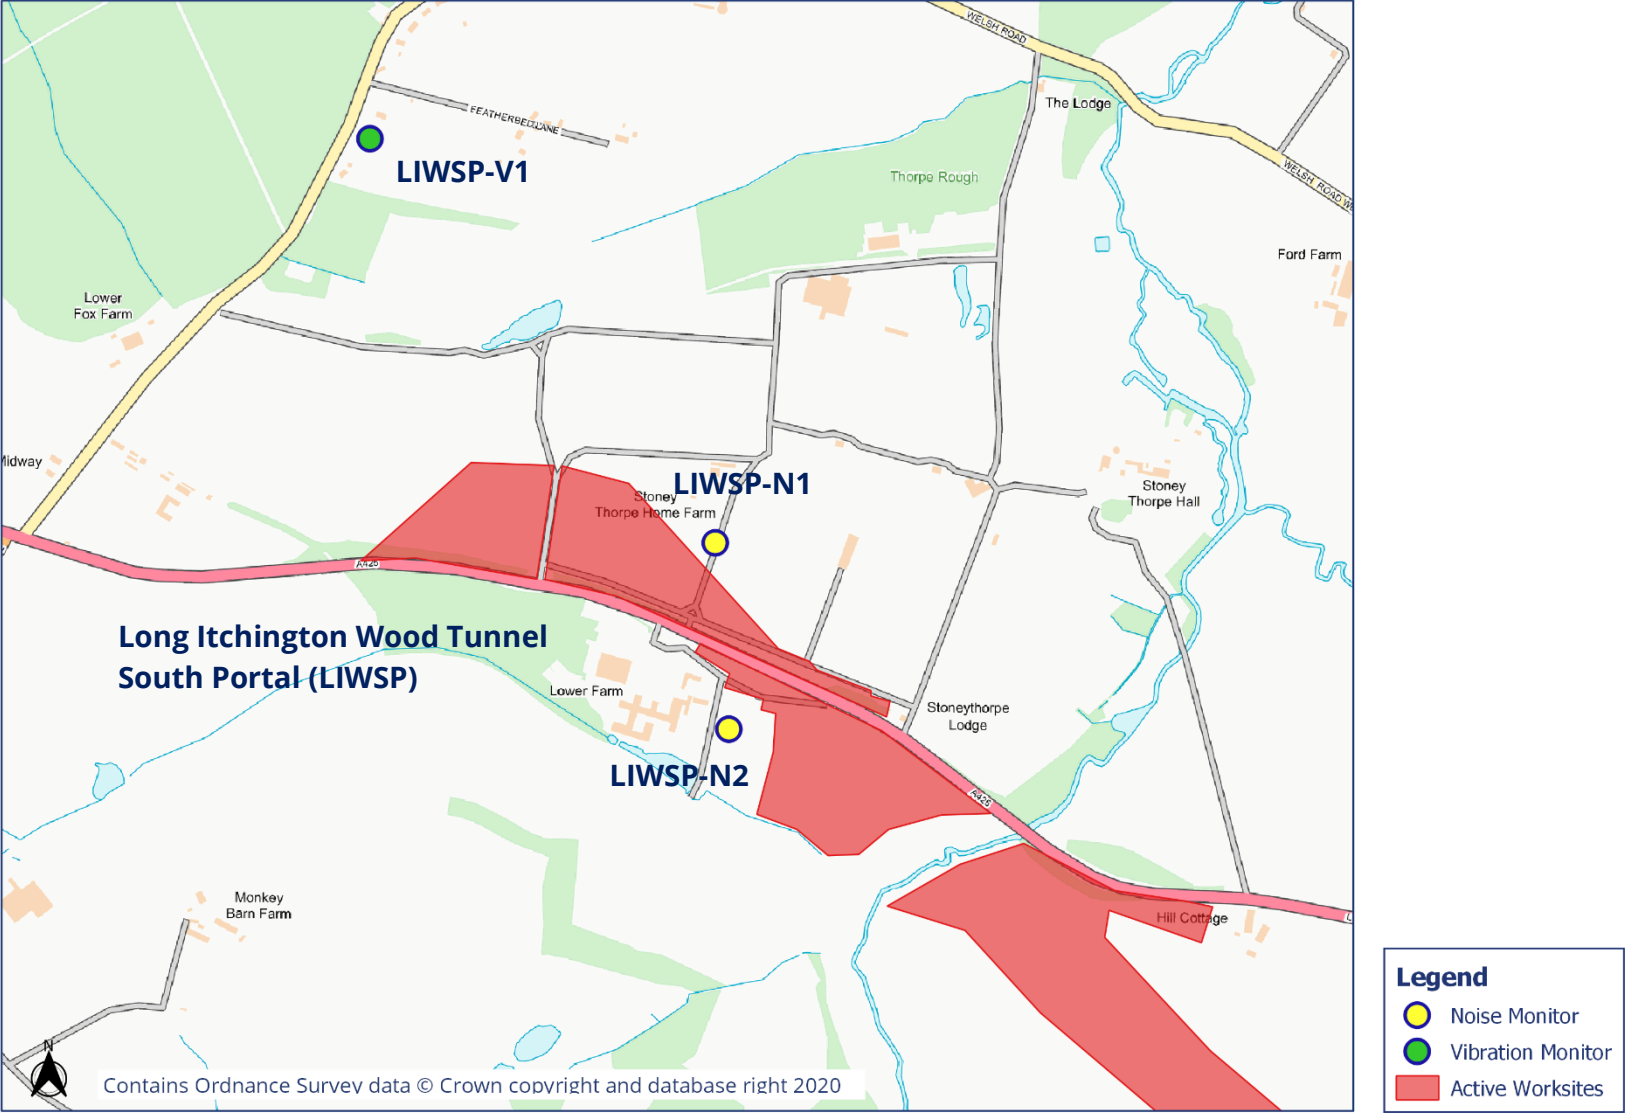 WELSH ROAD
The Lodge
FEATHERBED LANE
LIWSP-V1
Thorpe Rough
WELSH ROAD W
Ford Farm
Lower
Fox Farm
Midway
LIWSP-N1
Stoney
Thorpe Home Farm
Stoney
Thorpe Hall
A425
Long Itchington Wood Tunnel
South Portal (LIWSP)
Lower Farm
Stoneythorpe
Lodge
LIWSP-N2
A425
Monkey
Barn Farm
Hill Cottage
L
N
Contains Ordnance Survey data © Crown copyright and database right 2020
Legend
Noise Monitor
Vibration Monitor
Active Worksites